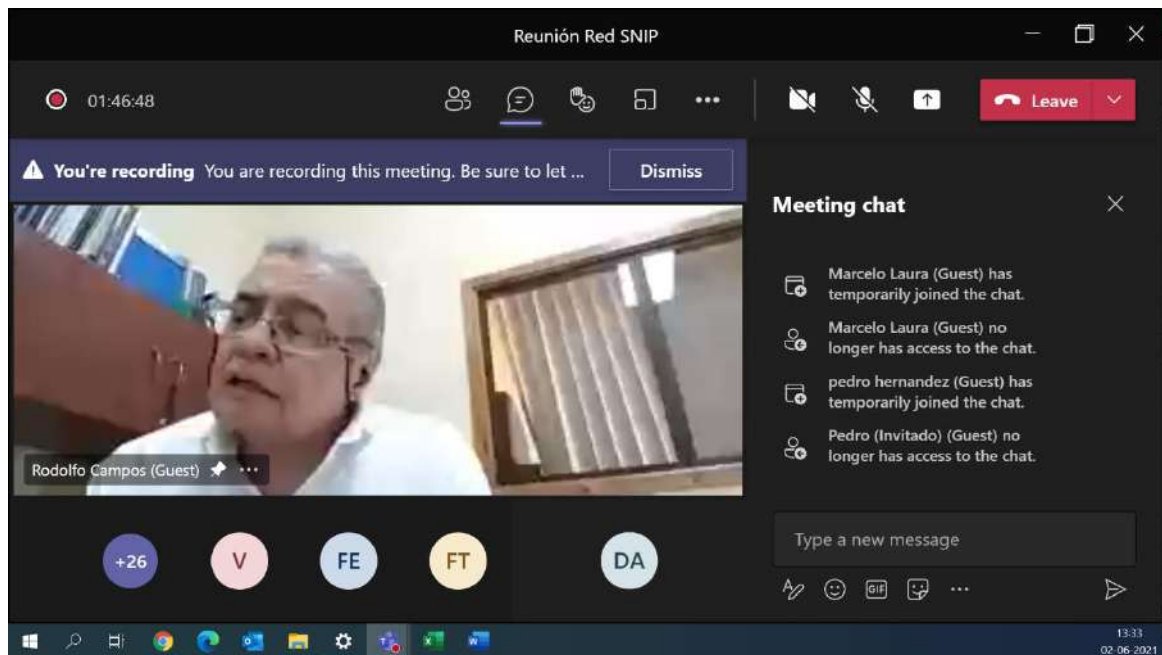 Reunión Red SNIP
01:46:48
Leave
You're recording You are recording this meeting. Be sure to let ...
Dismiss
Meeting chat
Marcelo Laura (Guest) has
temporarily joined the chat.
Marcelo Laura (Guest) no
longer has access to the chat.
pedro hernandez (Guest) has
temporarily joined the chat.
Pedro (Invitado) (Guest) no
longer has access to the chat.
Rodolfo Campos (Guest)
+26
V
FE
FT
DA
Type a new message
GIF
13:33
02-06-2021